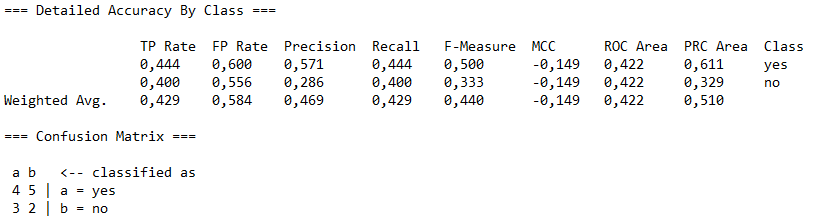 === Detailed Accuracy By Class ===
TP Rate FP Rate Precision Recall F-Measure MCC ROC Area PRC Area Class
0,444 0,600 0,571 0,444 0,500 -0,149 0,422 0,611 yes
0,400 0,556 0,286 0,400 0,333 -0,149 0,422 0,329 no
Weighted Avg. 0,429 0,584 0,469 0,429 0,440 -0,149 0,422 0,510
=== Confusion Matrix ===
a b <-- classified as
4 5 | a = yes
3 2 | b = no